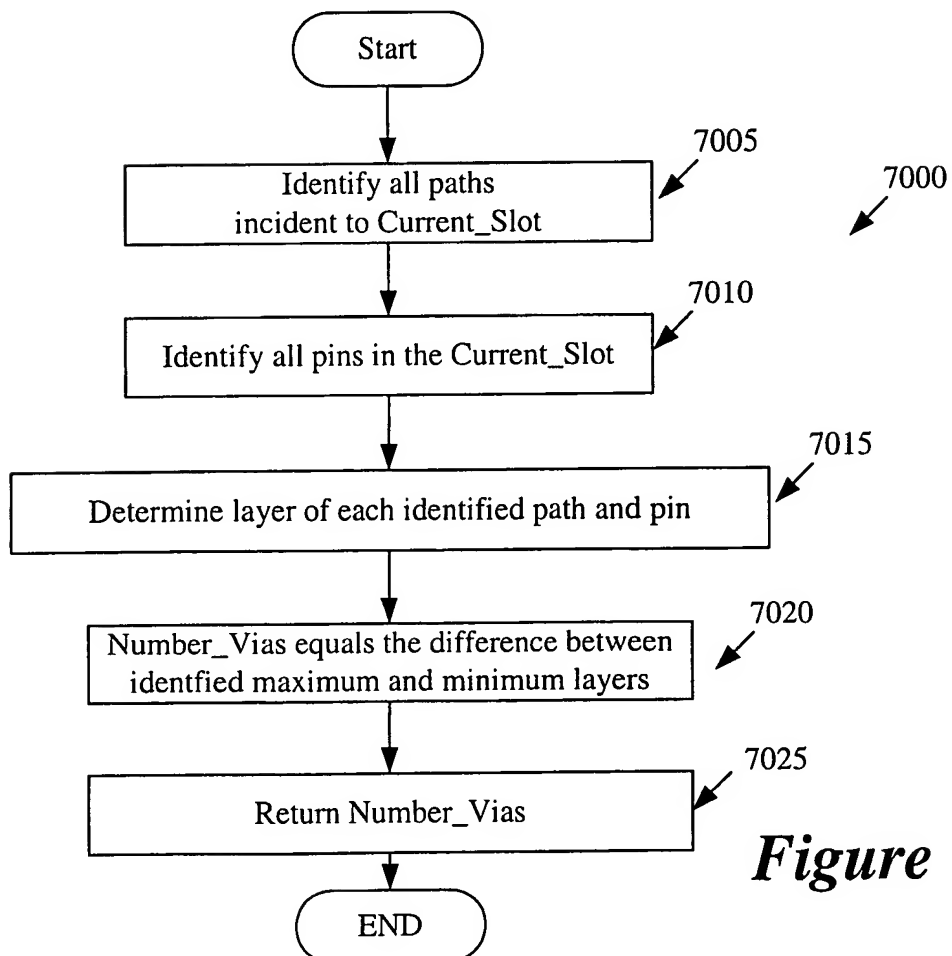 Start
7005
Identify all paths
incident to Current_Slot
7000
7010
Identify all pins in the Current_Slot
7015
Determine layer of each identified path and pin
7020
Number_Vias equals the difference between
identfied maximum and minimum layers
7025
Return Number_Vias
Figure
END